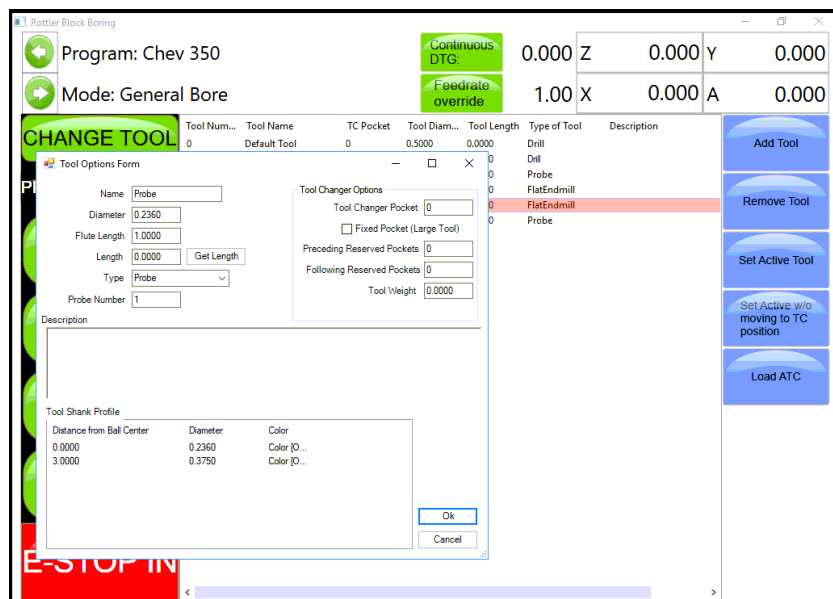 Rottler Block Boring
Program: Chev 350
Continuous DTG:
0.000 Z 0.000 Y 0.000
Mode: General Bore
Feedrate override
1.00 X 0.000 A 0.000
CHANGE TOOL
Tool Num... Tool Name TC Pocket Tool Diam... Tool Length Type of Tool Description
0 Default Tool 0 0.5000 0.0000 Drill
0 Drill
0 Probe
0 FlatEndmill
0 FlatEndmill
0 Probe
Add Tool
Remove Tool
Set Active Tool
Set Active w/o
moving to TC
position
Load ATC
Tool Options Form
Name Probe
Diameter 0.2360
Flute Length 1.0000
Length 0.0000 Get Length
Type Probe
Probe Number 1
Tool Changer Options
Tool Changer Pocket 0
Fixed Pocket (Large Tool)
Preceding Reserved Pockets 0
Following Reserved Pockets 0
Tool Weight 0.0000
Description
Tool Shank Profile
Distance from Ball Center Diameter Color
0.0000 0.2360 Color [O...
3.0000 0.3750 Color [O...
Ok
Cancel
E-STOP IN